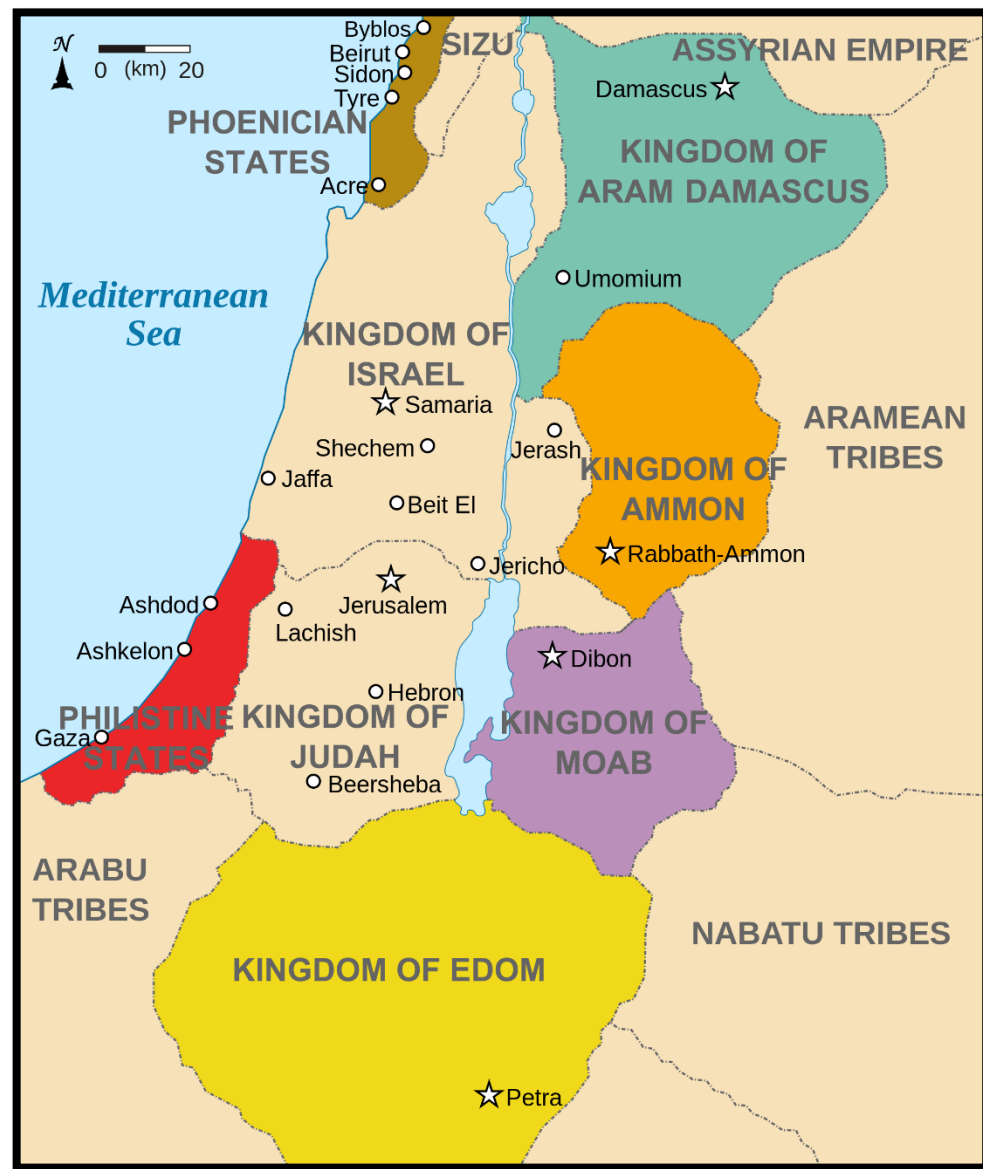 N
0 (km) 20
Byblos
Beirut
Sidon
Tyre
SIZU
ASSYRIAN EMPIRE
Damascus
PHOENICIAN
STATES
KINGDOM OF
ARAM DAMASCUS
Acre
Umomium
Mediterranean
Sea
KINGDOM OF
ISRAEL
Samaria
Shechem
Jerash
ARAMEAN
TRIBES
Jaffa
KINGDOM OF
AMMON
Beit El
Rabbath-Ammon
Jericho
Jerusalem
Ashdod
Lachish
Ashkelon
Dibon
Hebron
PHILISTINE
STATES
Gaza
KINGDOM OF
JUDAH
KINGDOM OF
MOAB
Beersheba
ARABU
TRIBES
NABATU TRIBES
KINGDOM OF EDOM
Petra